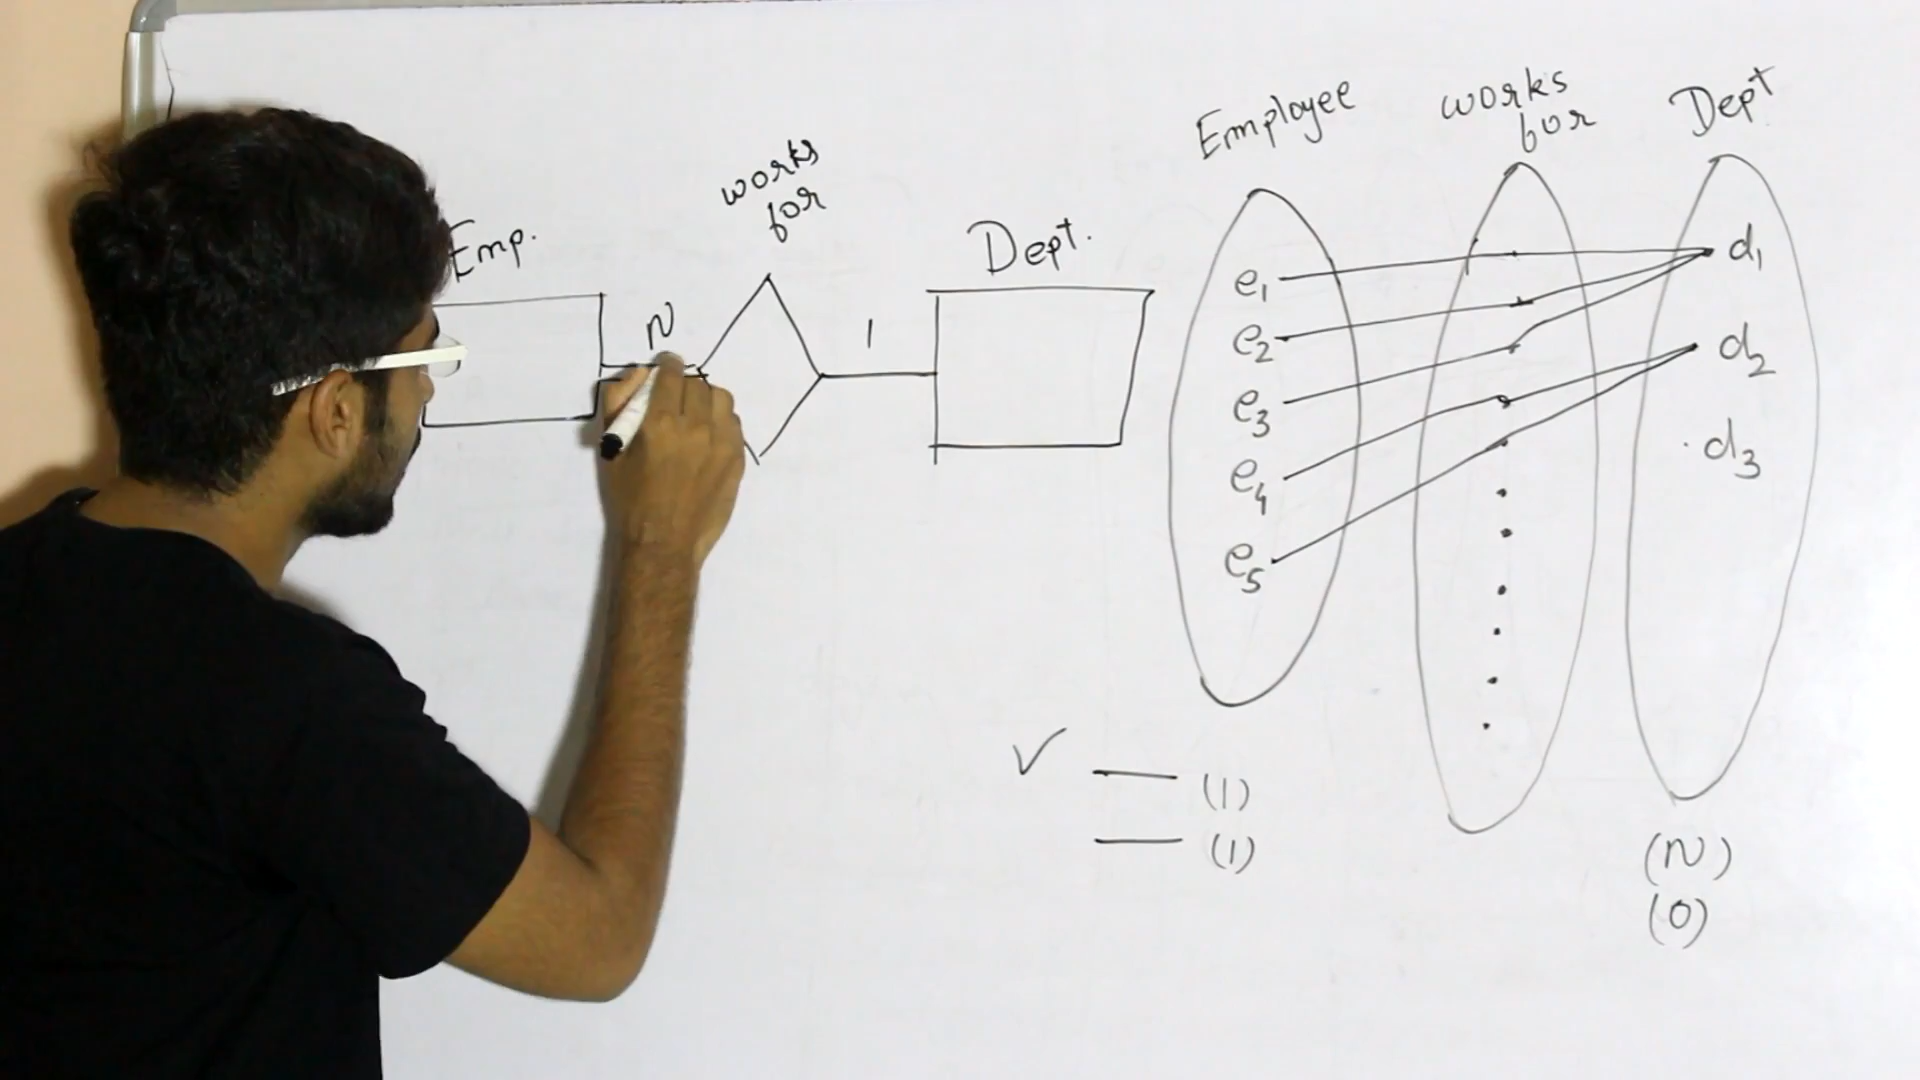 Emp.
N
works
for
1
Dept.
Employee
works
for
Dept
e1
e2
e3
e4
e5
d1
d2
d3
(1)
(1)
(N)
(0)